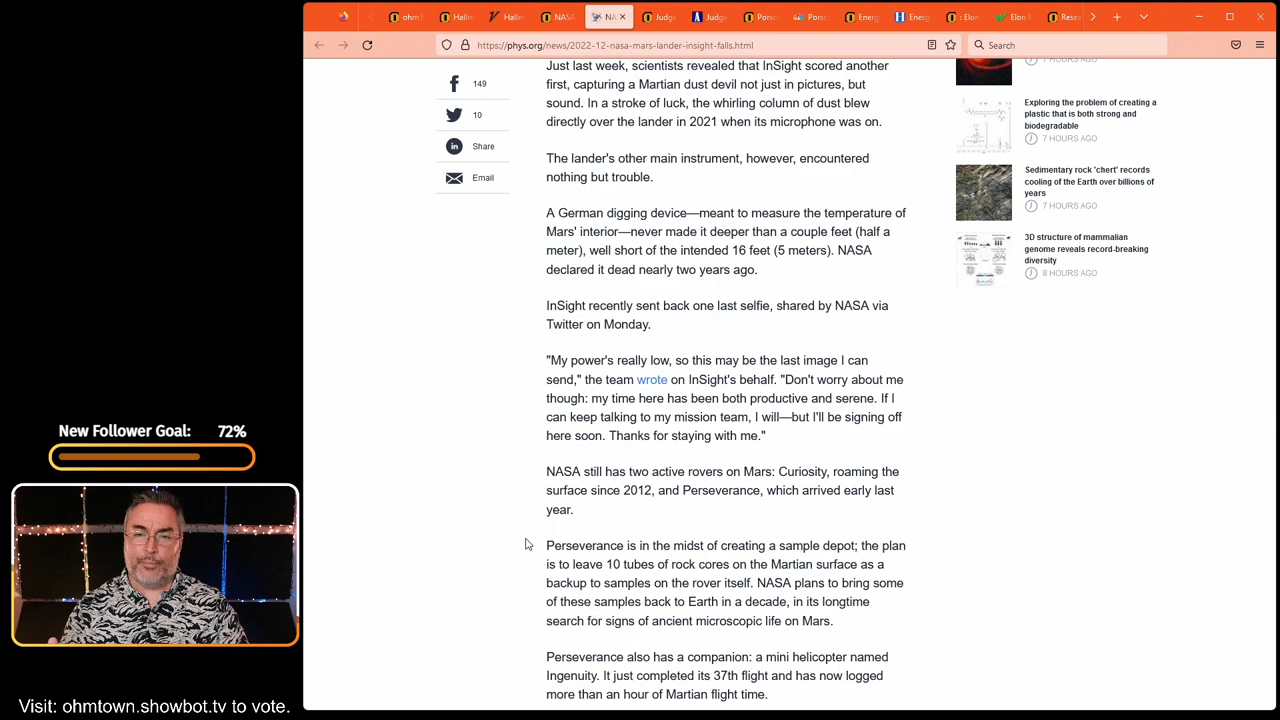 ohmT
Hallm
Hallm
NASA
NA
Judge
Judge
Porsc
Porsc
Energ
Energ
: Elon
Elon M
Resea
https://phys.org/news/2022-12-nasa-mars-lander-insight-falls.html
Search
149
10
Share
Email
Just last week, scientists revealed that InSight scored another
first, capturing a Martian dust devil not just in pictures, but
sound. In a stroke of luck, the whirling column of dust blew
directly over the lander in 2021 when its microphone was on.
The lander's other main instrument, however, encountered
nothing but trouble.
A German digging device—meant to measure the temperature of
Mars' interior—never made it deeper than a couple feet (half a
meter), well short of the intended 16 feet (5 meters). NASA
declared it dead nearly two years ago.
InSight recently sent back one last selfie, shared by NASA via
Twitter on Monday.
"My power's really low, so this may be the last image I can
send," the team wrote on InSight's behalf. "Don't worry about me
though: my time here has been both productive and serene. If I
can keep talking to my mission team, I will—but I'll be signing off
here soon. Thanks for staying with me."
NASA still has two active rovers on Mars: Curiosity, roaming the
surface since 2012, and Perseverance, which arrived early last
year.
Perseverance is in the midst of creating a sample depot; the plan
is to leave 10 tubes of rock cores on the Martian surface as a
backup to samples on the rover itself. NASA plans to bring some
of these samples back to Earth in a decade, in its longtime
search for signs of ancient microscopic life on Mars.
Perseverance also has a companion: a mini helicopter named
Ingenuity. It just completed its 37th flight and has now logged
more than an hour of Martian flight time.
7 HOURS AGO
Exploring the problem of creating a
plastic that is both strong and
biodegradable
7 HOURS AGO
Sedimentary rock 'chert' records
cooling of the Earth over billions of
years
7 HOURS AGO
3D structure of mammalian
genome reveals record-breaking
diversity
8 HOURS AGO
New Follower Goal: 72%
Visit: ohmtown.showbot.tv to vote.